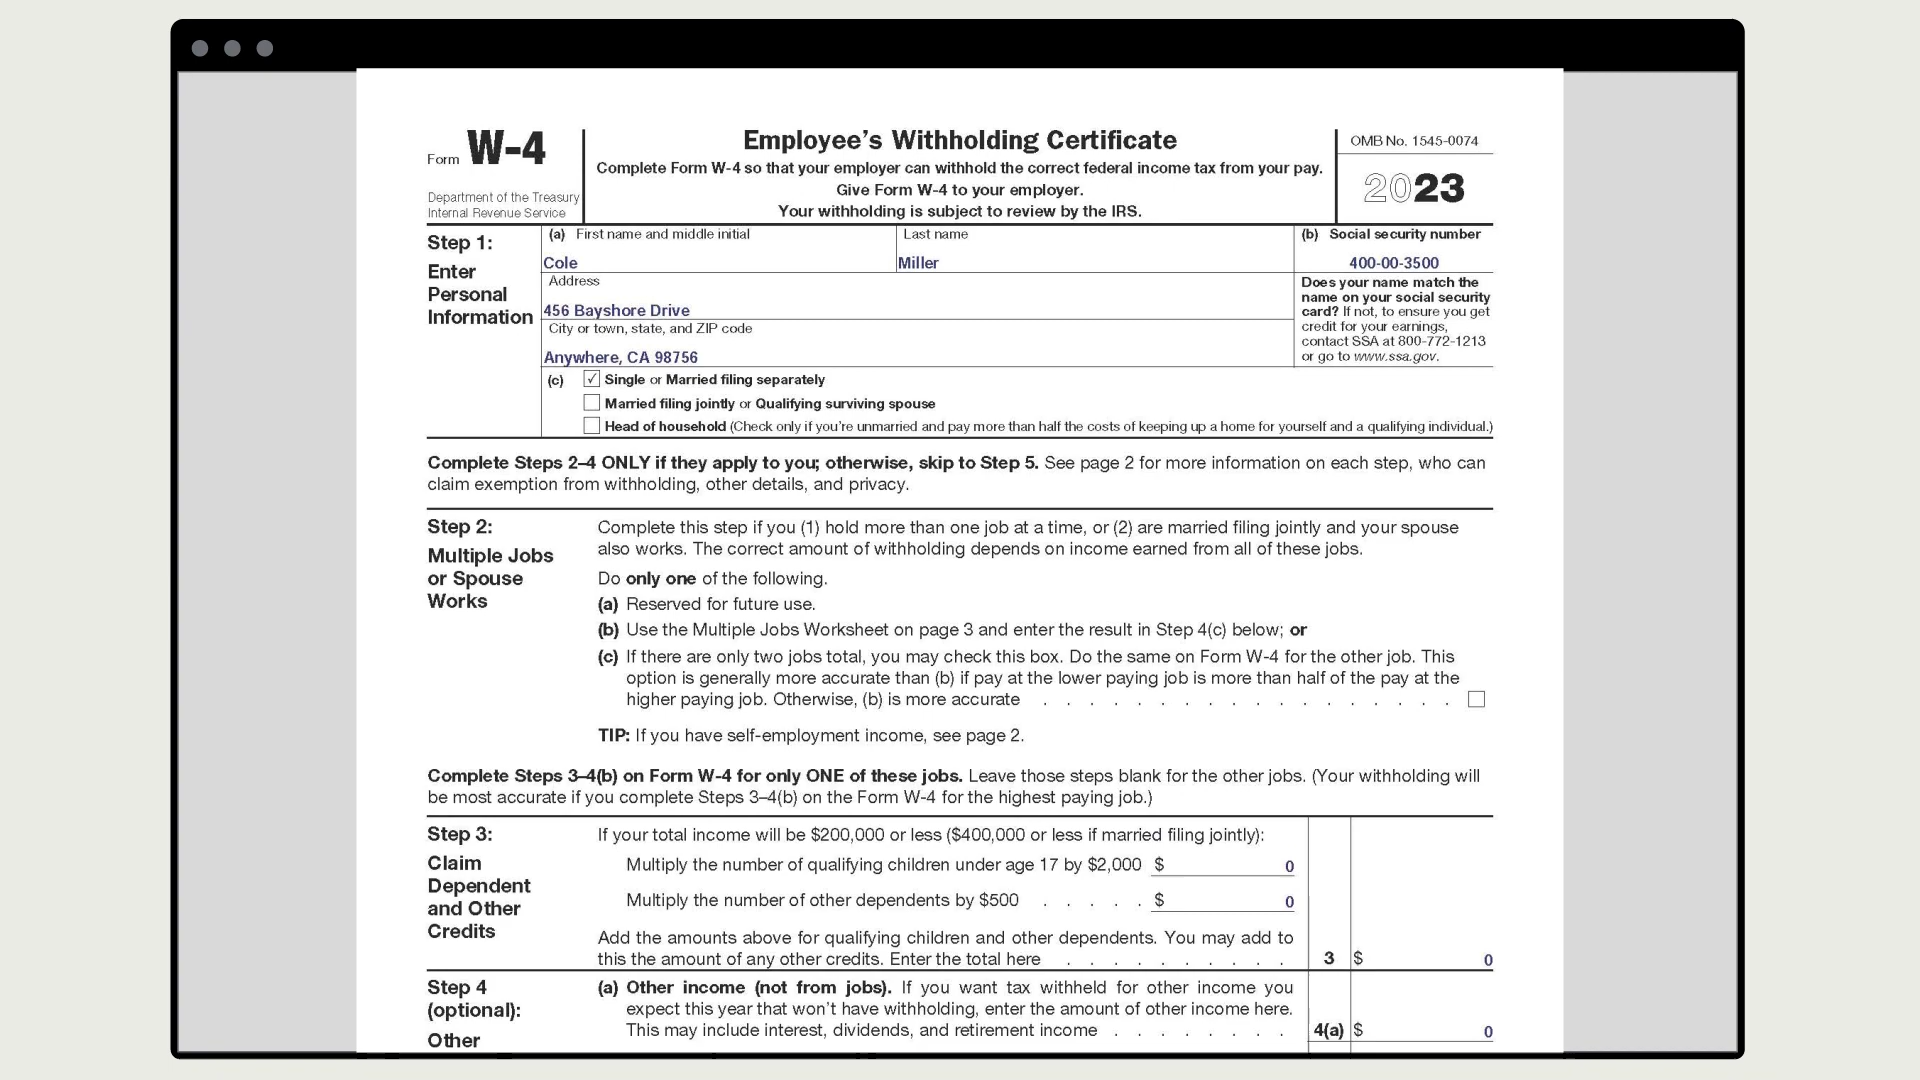 Form W-4
Department of the Treasury
Internal Revenue Service
Employee's Withholding Certificate
Complete Form W-4 so that your employer can withhold the correct federal income tax from your pay.
Give Form W-4 to your employer.
Your withholding is subject to review by the IRS.
OMB No. 1545-0074
2023
Step 1:
Enter
Personal
Information
(a) First name and middle initial
Cole
Last name
Miller
(b) Social security number
400-00-3500
Address
456 Bayshore Drive
City or town, state, and ZIP code
Anywhere, CA 98756
Does your name match the
name on your social security
card? If not, to ensure you get
credit for your earnings,
contact SSA at 800-772-1213
or go to www.ssa.gov.
(c) ✓ Single or Married filing separately
Married filing jointly or Qualifying surviving spouse
Head of household (Check only if you're unmarried and pay more than half the costs of keeping up a home for yourself and a qualifying individual.)
Complete Steps 2–4 ONLY if they apply to you; otherwise, skip to Step 5. See page 2 for more information on each step, who can
claim exemption from withholding, other details, and privacy.
Step 2:
Multiple Jobs
or Spouse
Works
Complete this step if you (1) hold more than one job at a time, or (2) are married filing jointly and your spouse
also works. The correct amount of withholding depends on income earned from all of these jobs.
Do only one of the following.
(a) Reserved for future use.
(b) Use the Multiple Jobs Worksheet on page 3 and enter the result in Step 4(c) below; or
(c) If there are only two jobs total, you may check this box. Do the same on Form W-4 for the other job. This
option is generally more accurate than (b) if pay at the lower paying job is more than half of the pay at the
higher paying job. Otherwise, (b) is more accurate . . . . . . . . . . . . . . . . . .
TIP: If you have self-employment income, see page 2.
Complete Steps 3–4(b) on Form W-4 for only ONE of these jobs. Leave those steps blank for the other jobs. (Your withholding will
be most accurate if you complete Steps 3–4(b) on the Form W-4 for the highest paying job.)
Step 3:
Claim
Dependent
and Other
Credits
If your total income will be $200,000 or less ($400,000 or less if married filing jointly):
Multiply the number of qualifying children under age 17 by $2,000 $ 0
Multiply the number of other dependents by $500 . . . . . $ 0
Add the amounts above for qualifying children and other dependents. You may add to
this the amount of any other credits. Enter the total here . . . . . . . . . . 3 $ 0
Step 4
(optional):
Other
(a) Other income (not from jobs). If you want tax withheld for other income you
expect this year that won't have withholding, enter the amount of other income here.
This may include interest, dividends, and retirement income . . . . . . . . 4(a) $ 0